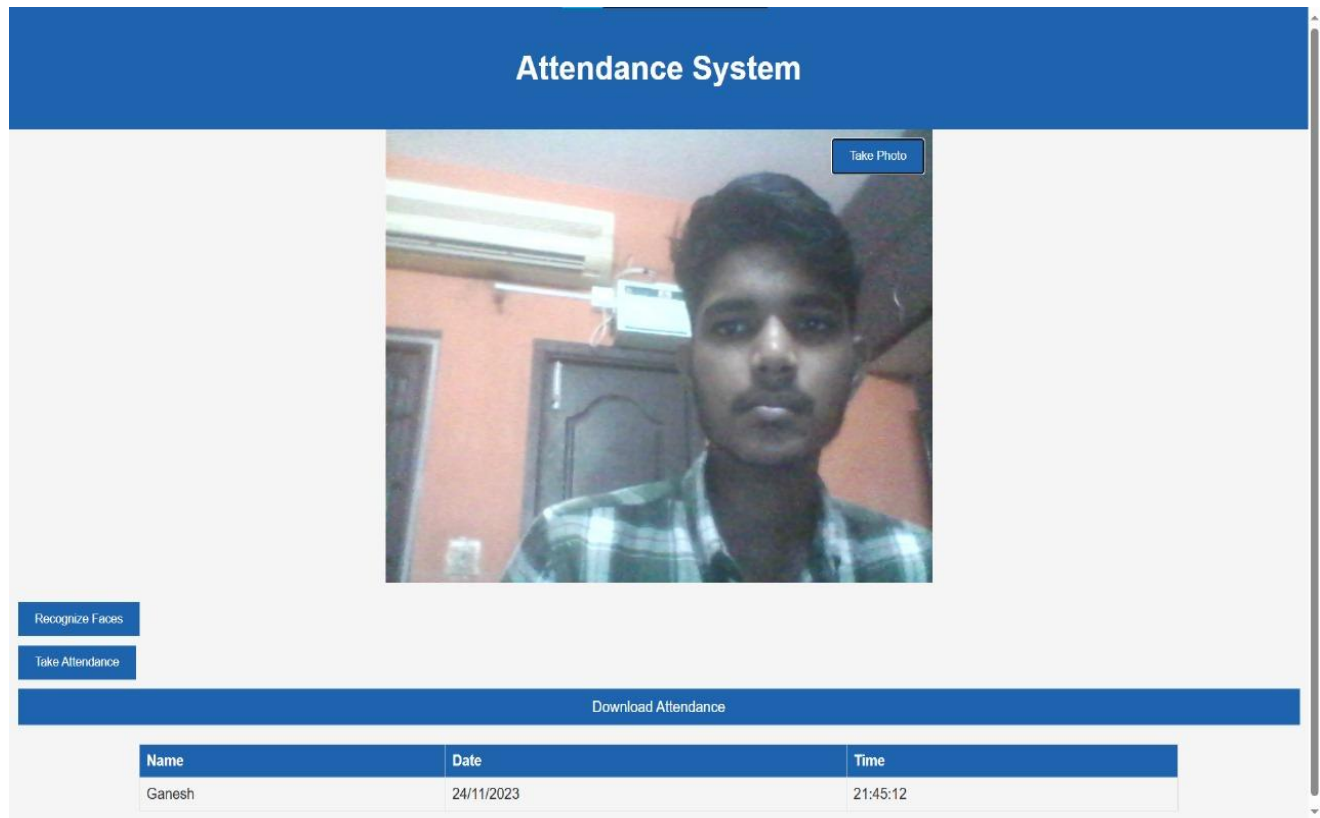 Attendance System
Take Photo
Recognize Faces
Take Attendance
Download Attendance
Name Date Time
Ganesh 24/11/2023 21:45:12